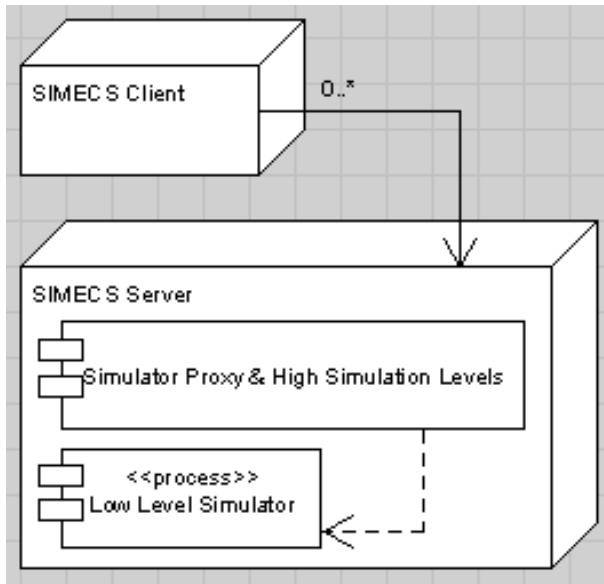 SIMECS Client
0..*
SIMECS Server
Simulator Proxy & High Simulation Levels
<<process>>
Low Level Simulator